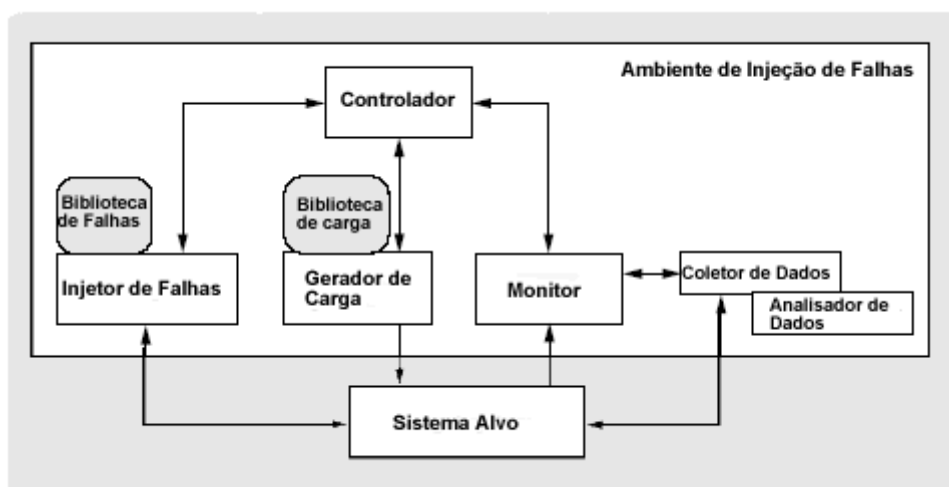 Ambiente de Injeção de Falhas
Controlador
Biblioteca
de Falhas
Biblioteca
de carga
Injetor de Falhas
Gerador de
Carga
Monitor
Coletor de Dados
Analisador de
Dados
Sistema Alvo